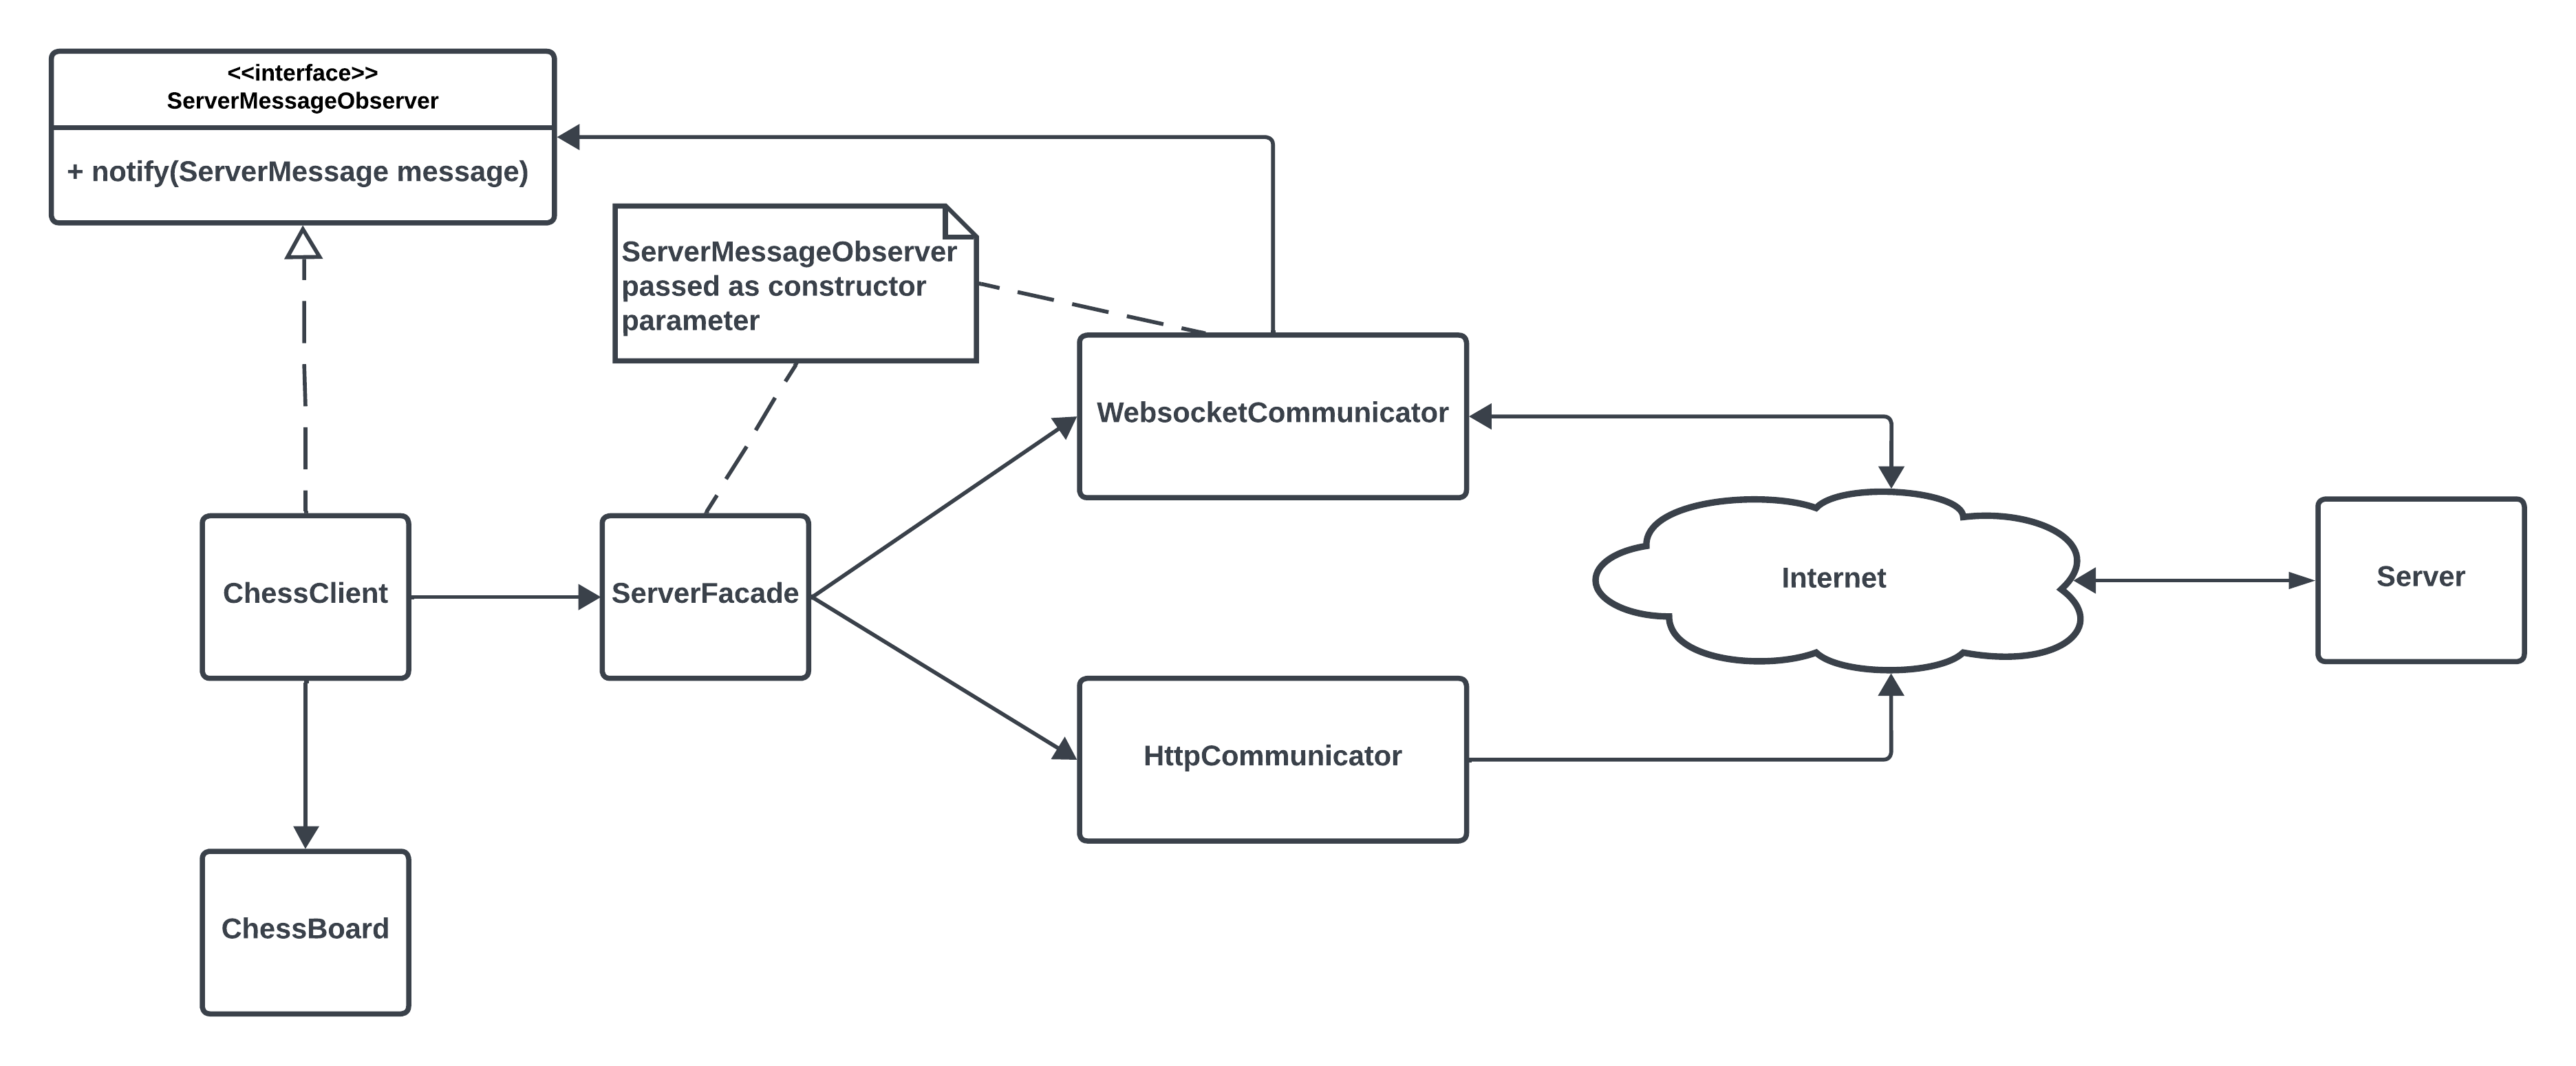 <<interface>>
ServerMessageObserver
+ notify(ServerMessage message)
ServerMessageObserver
passed as constructor
parameter
WebsocketCommunicator
ChessClient
ServerFacade
Internet
Server
HttpCommunicator
ChessBoard